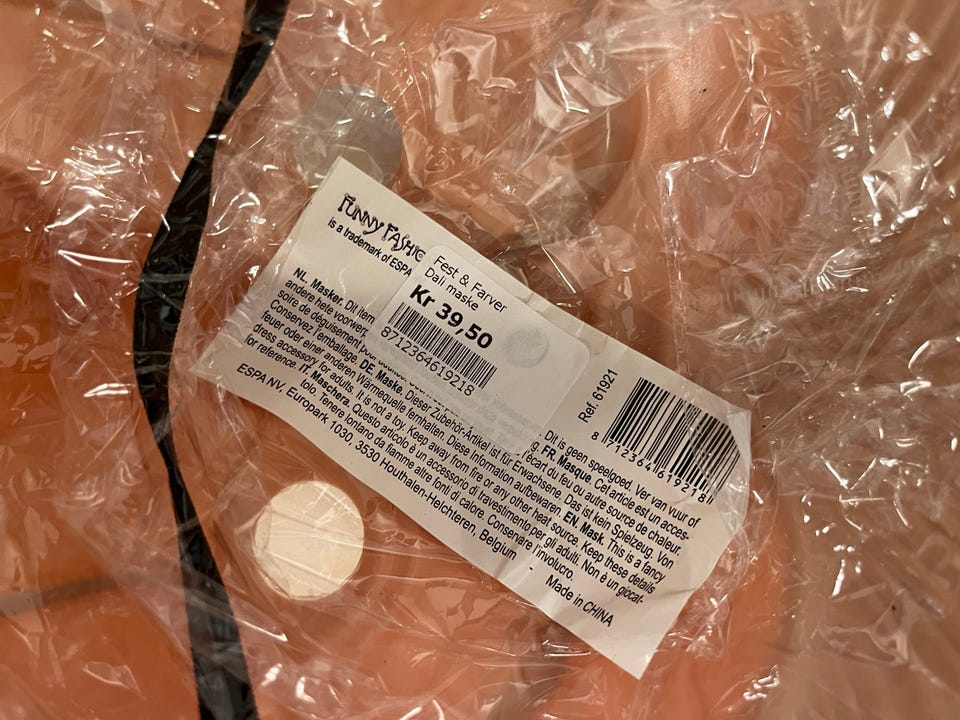 FUNNY FASHIO
is a trademark of ESPA
Fest & Farver
Dali maske
Kr 39,50
8712364619218
NL. Masker. Dit item
Dit is geen speelgoed. Ver van vuur of
andere hete voorwer
g. FR. Masque. Cet article est un acces-
soire de déguisement pour
l'écart du feu ou autre source de chaleur.
Conservez l'emballage. DE. Maske. Dieser Zubehör-Artikel ist für Erwachsene. Das ist kein Spielzeug. Von
feuer oder einer anderen Wärmequelle fernhalten. Diese Information aufbewaren. EN. Mask. This is a fancy
dress accessory for adults. It is not a toy. Keep away from fire or any other heat source. Keep these details
for reference. IT. Maschera. Questo articolo è un accessorio di travestimento per gli adulti. Non è un giocat-
tolo. Tenere lontano da fiamme altre fonti di calore. Conservare l'involucro.
ESPA NV, Europark 1030, 3530 Houthalen-Helchteren, Belgium - Made in CHINA
Ref. 61921
8 712364 619218